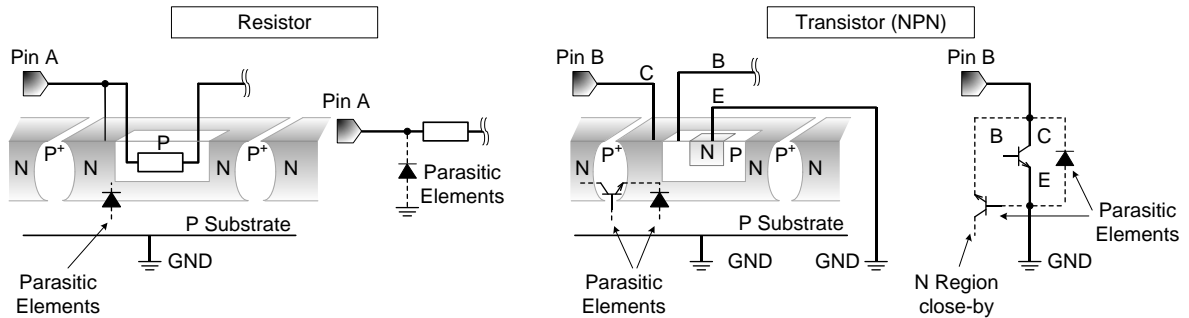 Resistor
Transistor (NPN)
Pin A
Pin A
N
P+
N
P
P+
N
N
Parasitic
Elements
P Substrate
GND
Parasitic
Elements
Pin B
C
B
E
N
P+
N
N
P
P+
N
N
P Substrate
GND
GND
Parasitic
Elements
Pin B
B
C
E
Parasitic
Elements
GND
N Region
close-by